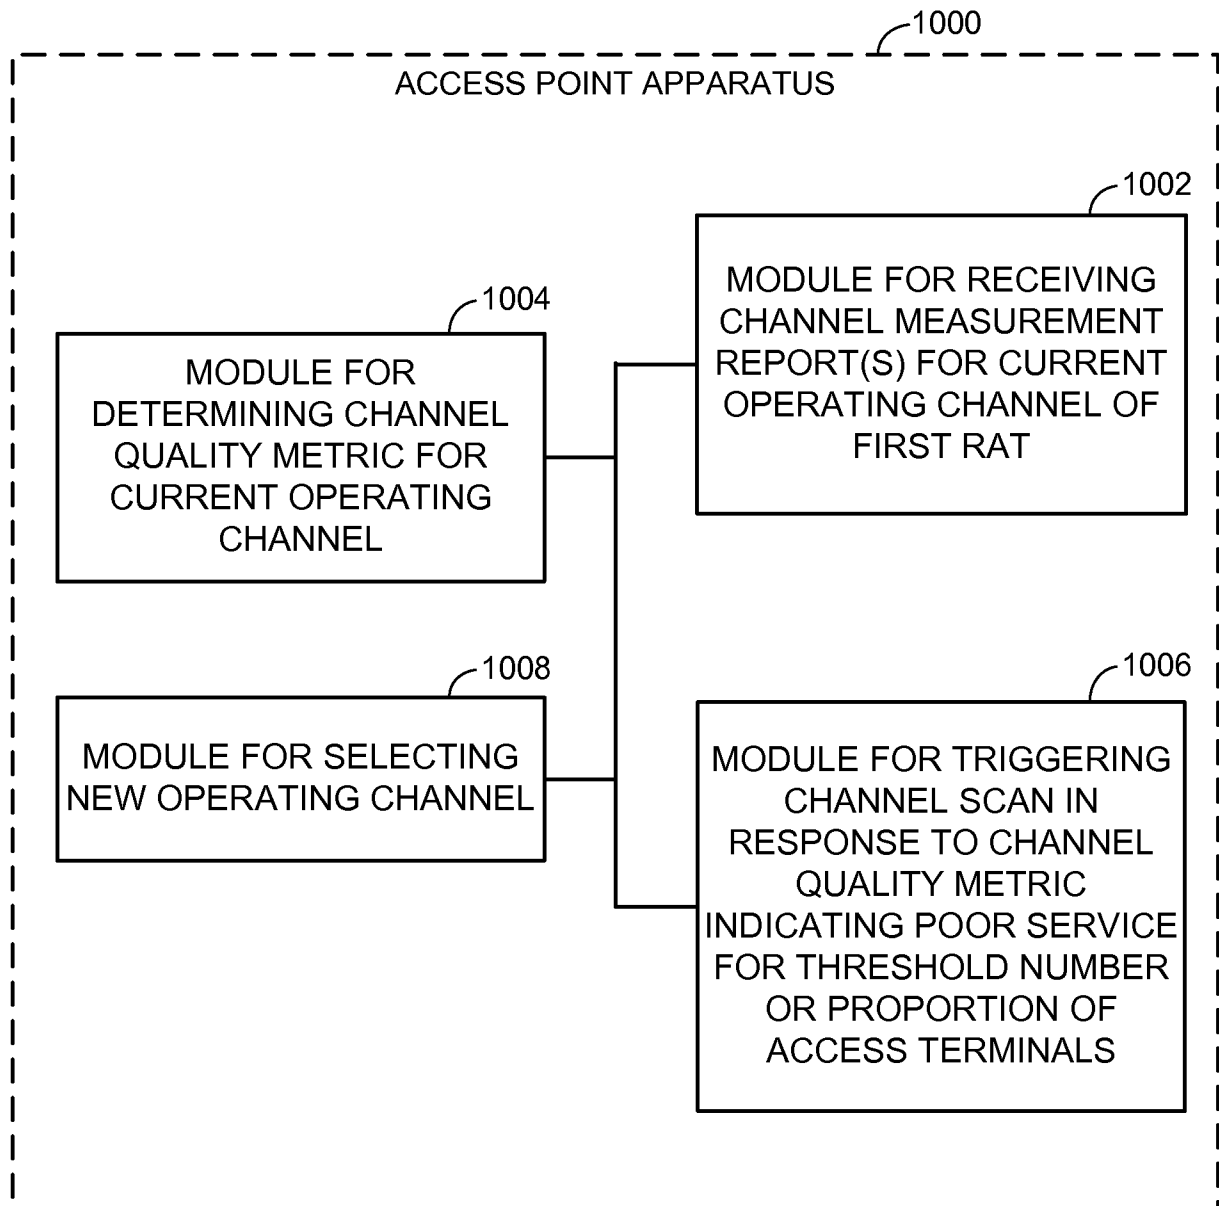 1000
ACCESS POINT APPARATUS
1002
MODULE FOR RECEIVING
CHANNEL MEASUREMENT
REPORT(S) FOR CURRENT
OPERATING CHANNEL OF
FIRST RAT
1004
MODULE FOR
DETERMINING CHANNEL
QUALITY METRIC FOR
CURRENT OPERATING
CHANNEL
1006
MODULE FOR TRIGGERING
CHANNEL SCAN IN
RESPONSE TO CHANNEL
QUALITY METRIC
INDICATING POOR SERVICE
FOR THRESHOLD NUMBER
OR PROPORTION OF
ACCESS TERMINALS
1008
MODULE FOR SELECTING
NEW OPERATING CHANNEL